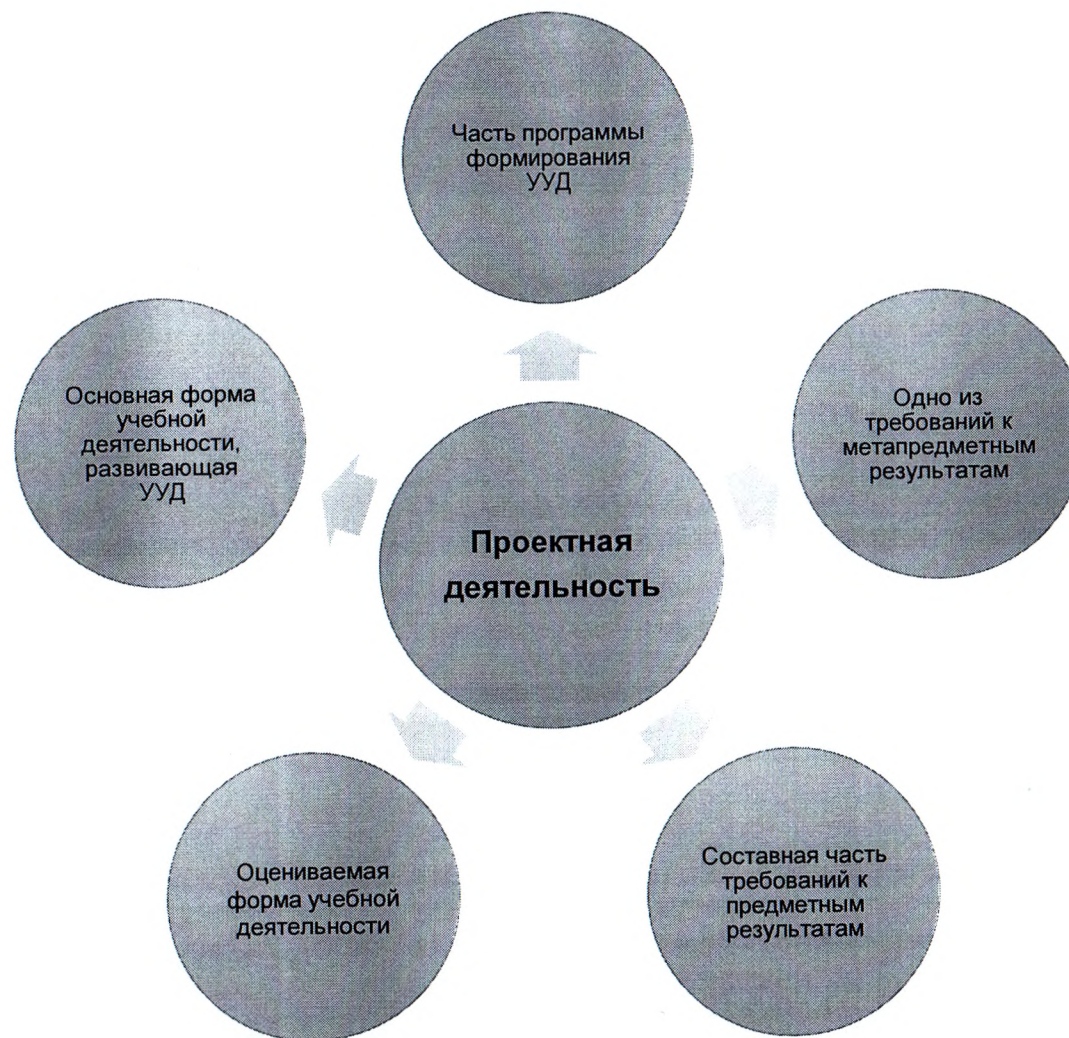 Часть программы
формирования
УУД
Основная форма
учебной
деятельности,
развивающая
УУД
Одно из
требований к
метапредметным
результатам
Проектная
деятельность
Оцениваемая
форма учебной
деятельности
Составная часть
требований к
предметным
результатам